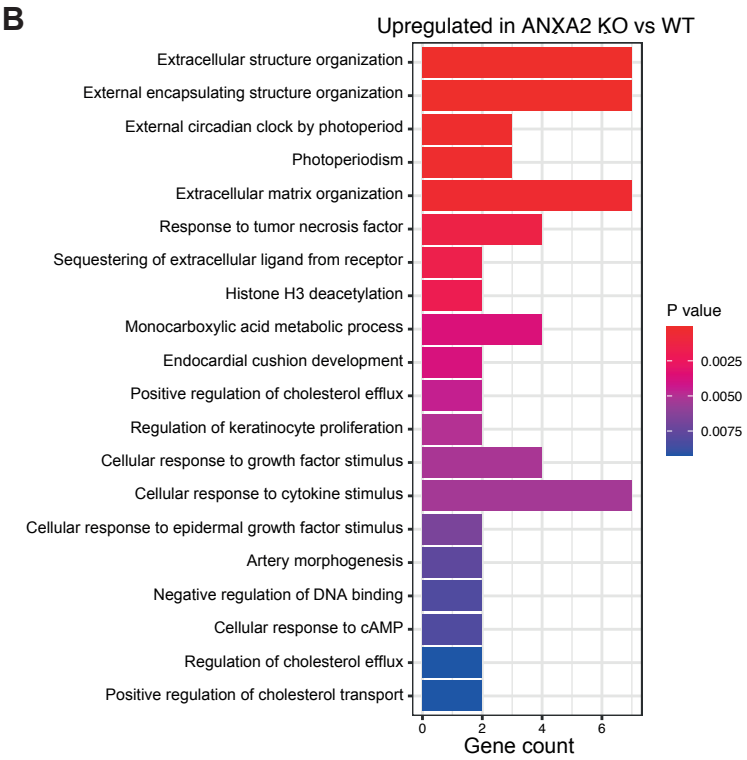 B
Upregulated in ANXA2 KO vs WT
Extracellular structure organization
External encapsulating structure organization
External circadian clock by photoperiod
Photoperiodism
Extracellular matrix organization
Response to tumor necrosis factor
Sequestering of extracellular ligand from receptor
Histone H3 deacetylation
Monocarboxylic acid metabolic process
Endocardial cushion development
Positive regulation of cholesterol efflux
Regulation of keratinocyte proliferation
Cellular response to growth factor stimulus
Cellular response to cytokine stimulus
Cellular response to epidermal growth factor stimulus
Artery morphogenesis
Negative regulation of DNA binding
Cellular response to cAMP
Regulation of cholesterol efflux
Positive regulation of cholesterol transport
0 2 4 6
Gene count
P value
0.0025
0.0050
0.0075